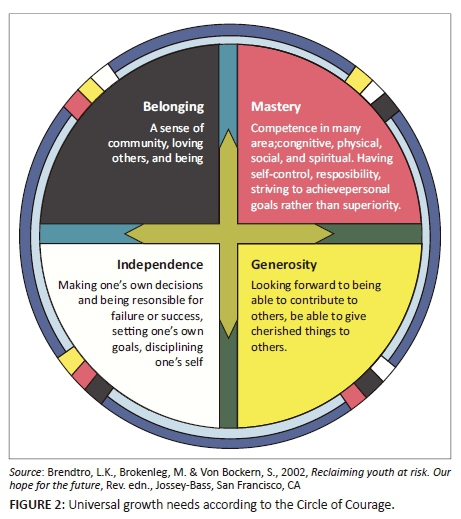 Belonging
A sense of
community, loving
others, and being
Mastery
Competence in many
area;congnitive, physical,
social, and spiritual. Having
self-control, resposibility,
striving to achievepersonal
goals rather than superiority.
Independence
Making one's own decisions
and being resonsible for
failure or success,
setting one's own
goals, disciplining
one's self
Generosity
Looking forward to being
able to contribute to
others, be able to give
cherished things to
others.
Source: Brendtro, L.K., Brokenleg, M. & Von Bockern, S., 2002, Reclaiming youth at risk. Our
hope for the future, Rev. edn., Jossey-Bass, San Francisco, CA
FIGURE 2: Universal growth needs according to the Circle of Courage.